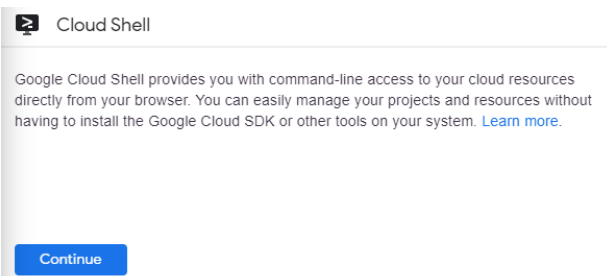 Cloud Shell
Google Cloud Shell provides you with command-line access to your cloud resources
directly from your browser. You can easily manage your projects and resources without
having to install the Google Cloud SDK or other tools on your system. Learn more.
Continue